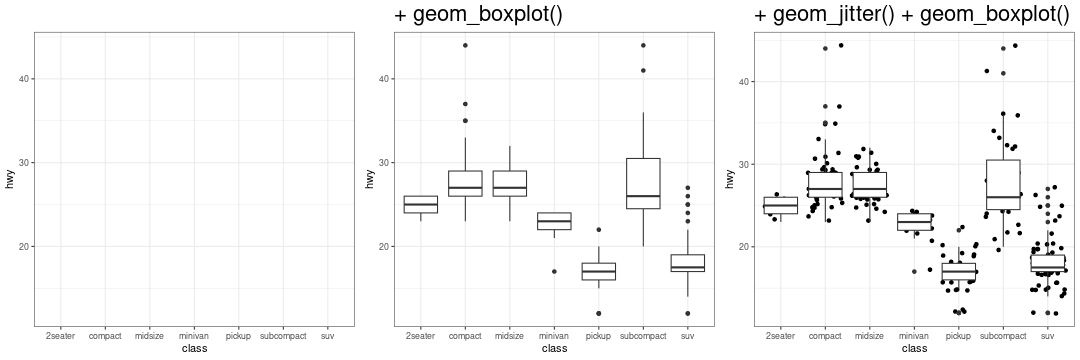 + geom_boxplot()
+ geom_jitter() + geom_boxplot()
hwy
40
30
20
2seater compact midsize minivan pickup subcompact suv
class
hwy
40
30
20
2seater compact midsize minivan pickup subcompact suv
class
hwy
40
30
20
2seater compact midsize minivan pickup subcompact suv
class